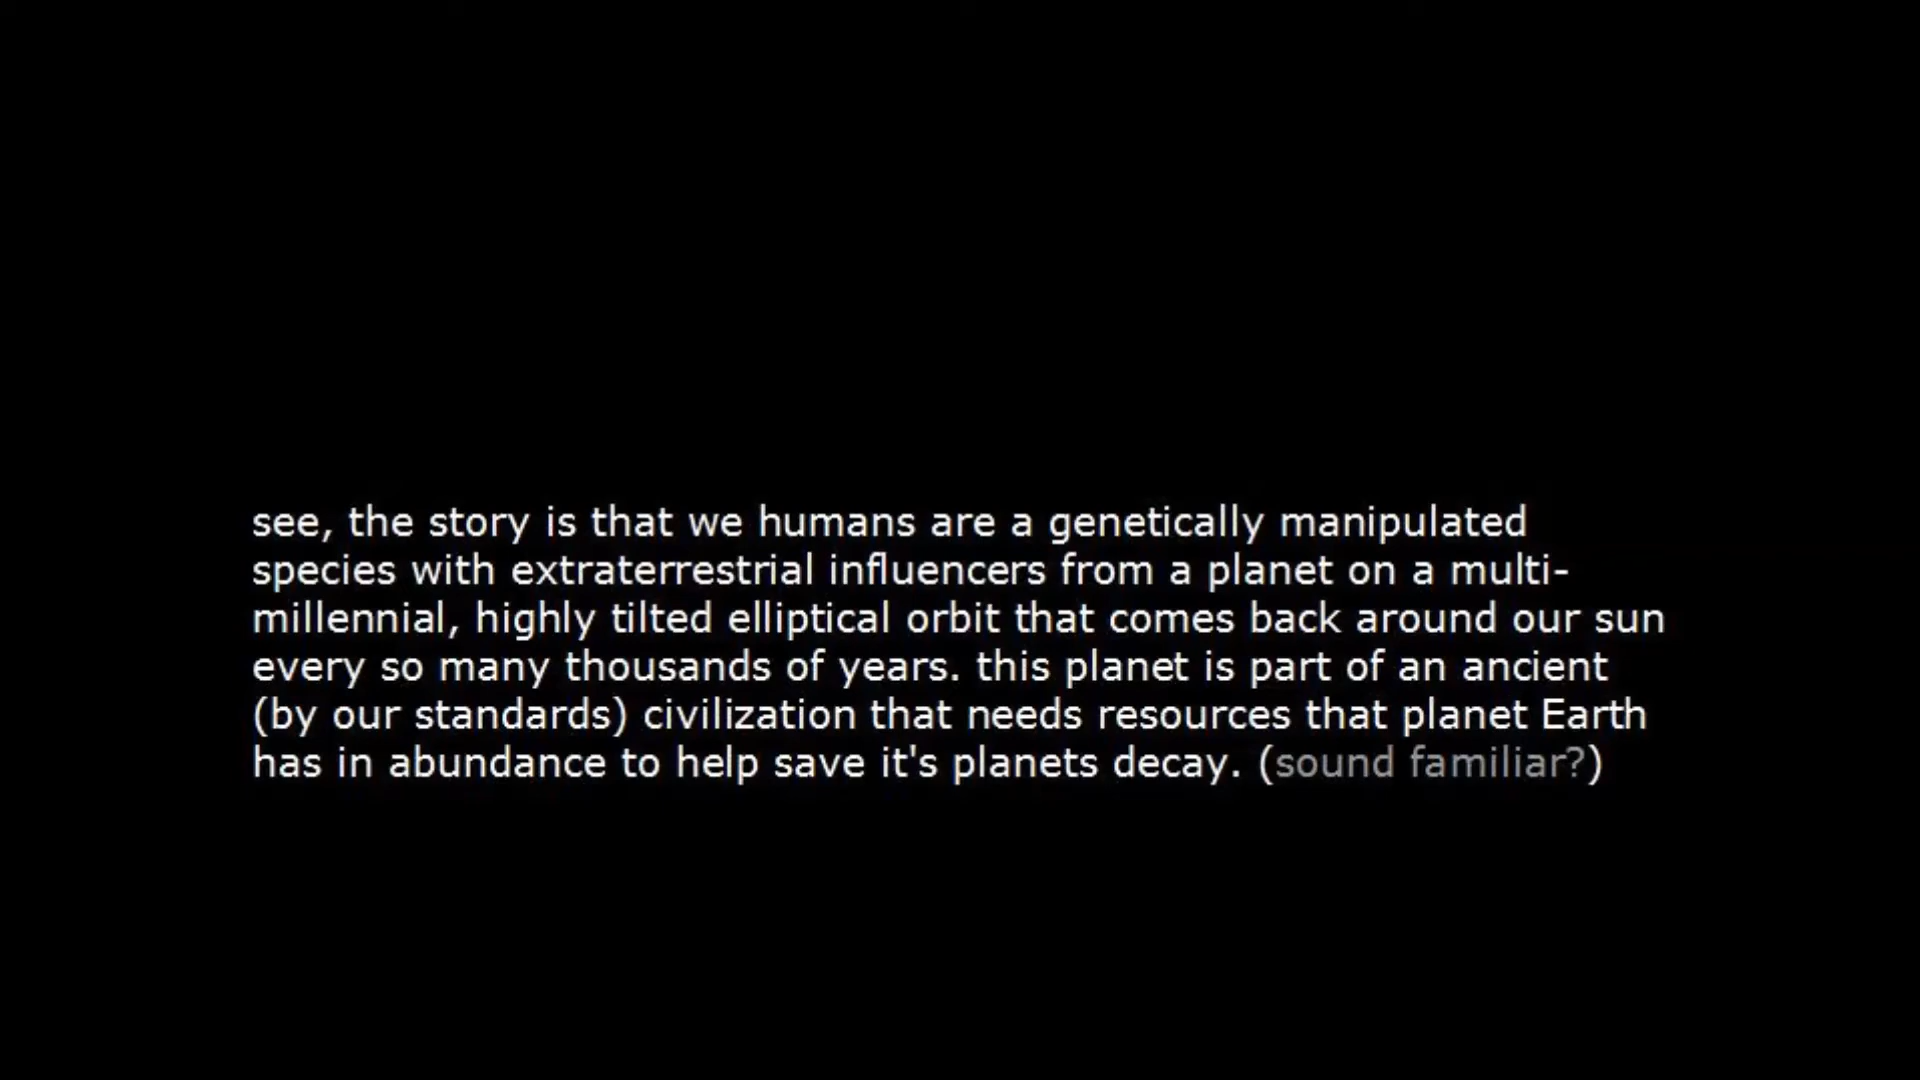 see, the story is that we humans are a genetically manipulated
species with extraterrestrial influencers from a planet on a multi-
millennial, highly tilted elliptical orbit that comes back around our sun
every so many thousands of years. this planet is part of an ancient
(by our standards) civilization that needs resources that planet Earth
has in abundance to help save it's planets decay. (sound familiar?)